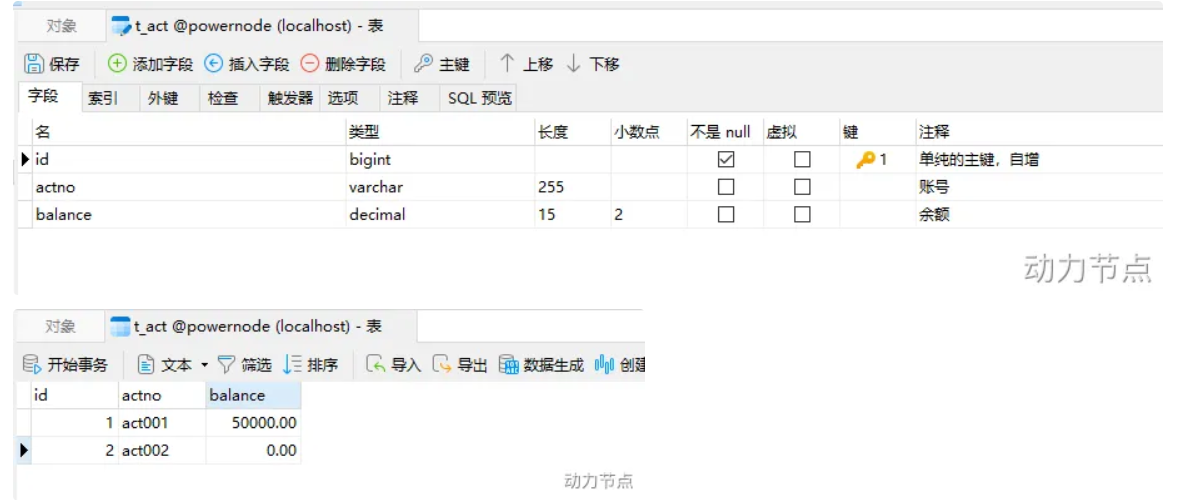 对象 t_act @powernode (localhost) - 表
保存 添加字段 插入字段 删除字段 主键 上移 下移
字段 索引 外键 检查 触发器 选项 注释 SQL 预览
名 类型 长度 小数点 不是 null 虚拟 键 注释
id bigint 1 单纯的主键，自增
actno varchar 255 账号
balance decimal 15 2 余额
动力节点
对象 t_act @powernode (localhost) - 表
开始事务 文本 筛选 排序 导入 导出 数据生成 创建
id actno balance
1 act001 50000.00
2 act002 0.00
动力节点